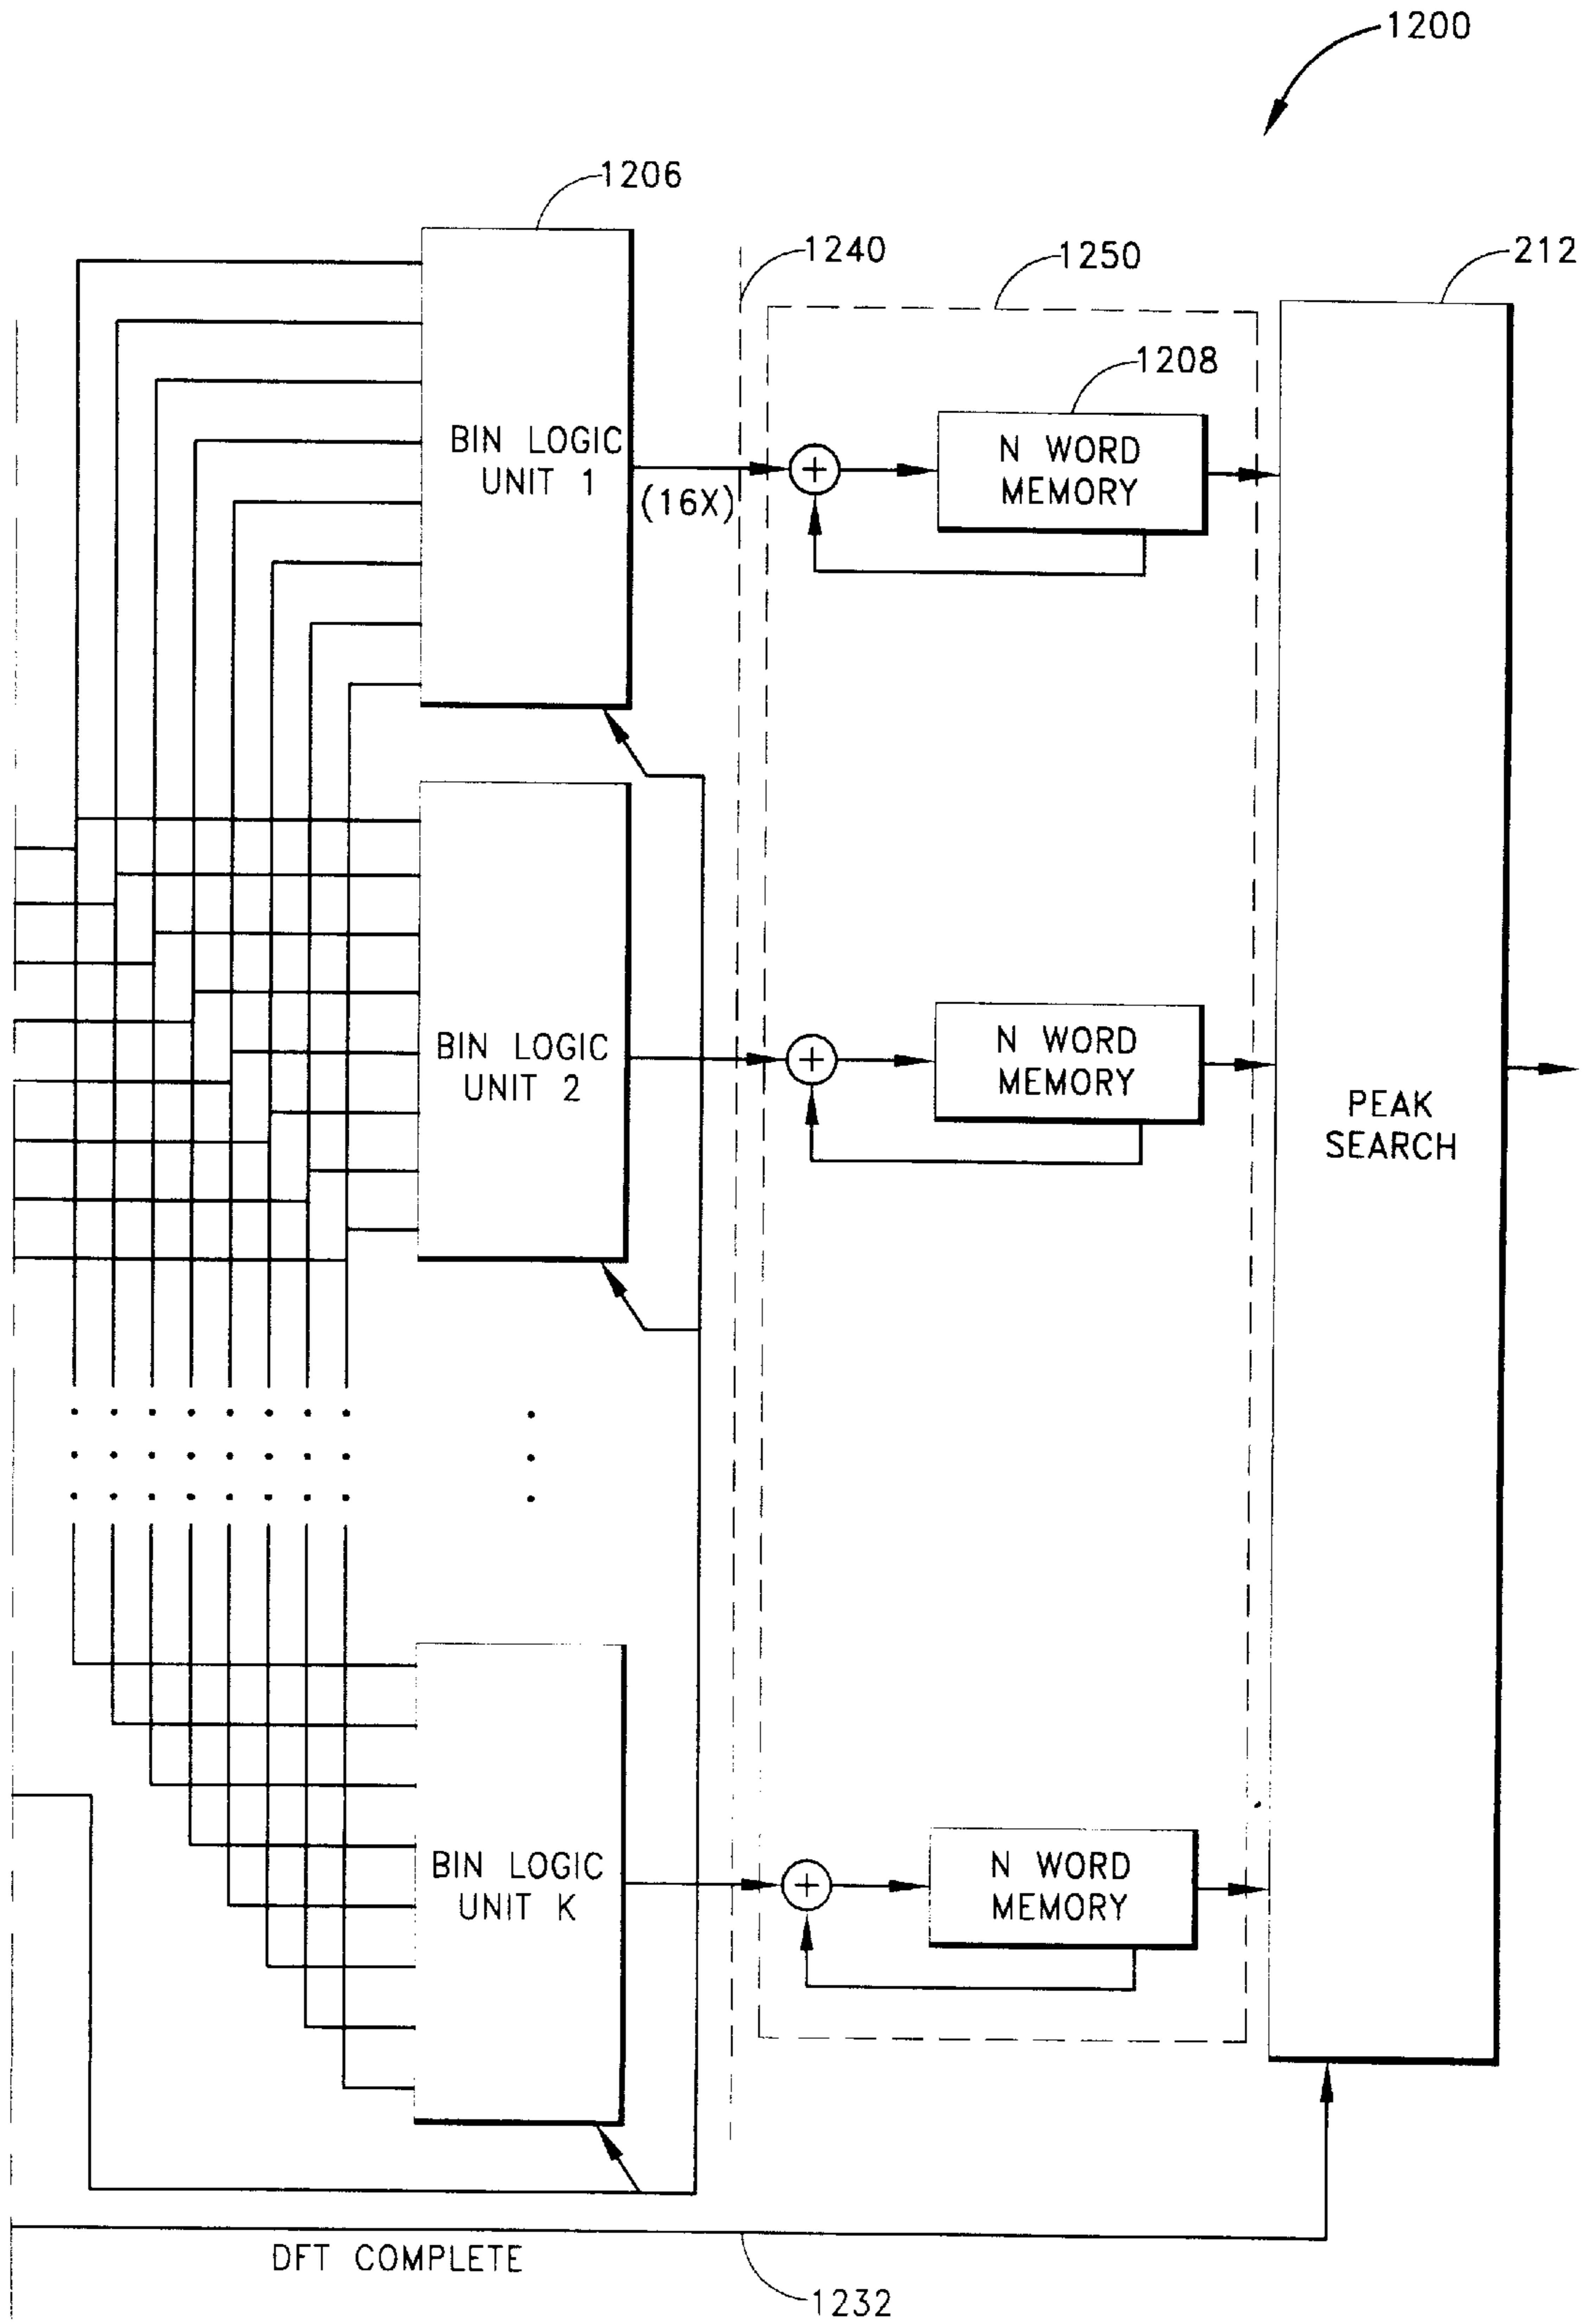 1200
1206
1240
1250
212
1208
BIN LOGIC
UNIT 1
(16X)
+
N WORD
MEMORY
BIN LOGIC
UNIT 2
+
N WORD
MEMORY
PEAK
SEARCH
BIN LOGIC
UNIT K
+
N WORD
MEMORY
DFT COMPLETE
1232